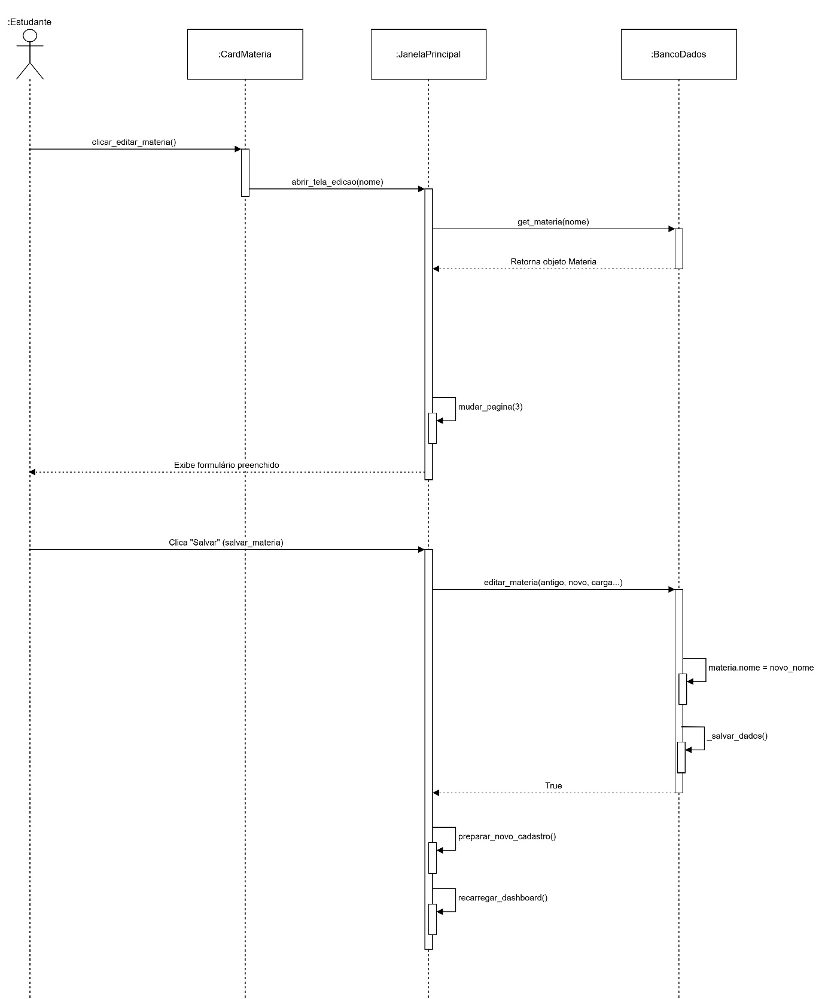 :Estudante
:CardMateria
:JanelaPrincipal
:BancoDados
clicar_editar_materia()
abrir_tela_edicao(nome)
get_materia(nome)
Retorna objeto Materia
mudar_pagina(3)
Exibe formulário preenchido
Clica "Salvar" (salvar_materia)
editar_materia(antigo, novo, carga...)
materia.nome = novo_nome
_salvar_dados()
True
preparar_novo_cadastro()
recarregar_dashboard()